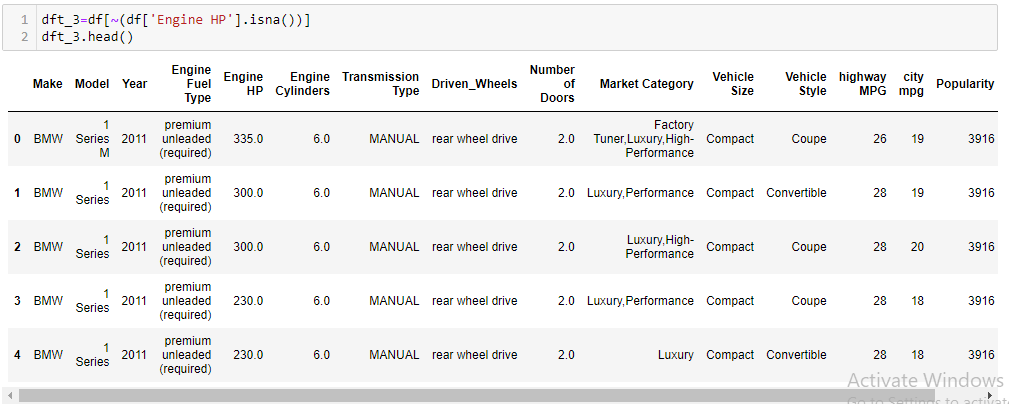 1 dft_3=df[~(df['Engine HP'].isna())]
2 dft_3.head()
Make Model Year Engine Fuel Type Engine HP Engine Cylinders Transmission Type Driven_Wheels Number of Doors Market Category Vehicle Size Vehicle Style highway MPG city mpg Popularity
0 BMW 1 Series M 2011 premium unleaded (required) 335.0 6.0 MANUAL rear wheel drive 2.0 Factory Tuner,Luxury,High-Performance Compact Coupe 26 19 3916
1 BMW 1 Series 2011 premium unleaded (required) 300.0 6.0 MANUAL rear wheel drive 2.0 Luxury,Performance Compact Convertible 28 19 3916
2 BMW 1 Series 2011 premium unleaded (required) 300.0 6.0 MANUAL rear wheel drive 2.0 Luxury,High-Performance Compact Coupe 28 20 3916
3 BMW 1 Series 2011 premium unleaded (required) 230.0 6.0 MANUAL rear wheel drive 2.0 Luxury,Performance Compact Coupe 28 18 3916
4 BMW 1 Series 2011 premium unleaded (required) 230.0 6.0 MANUAL rear wheel drive 2.0 Luxury Compact Convertible 28 18 3916
Activate Windows
Go to Settings to activat